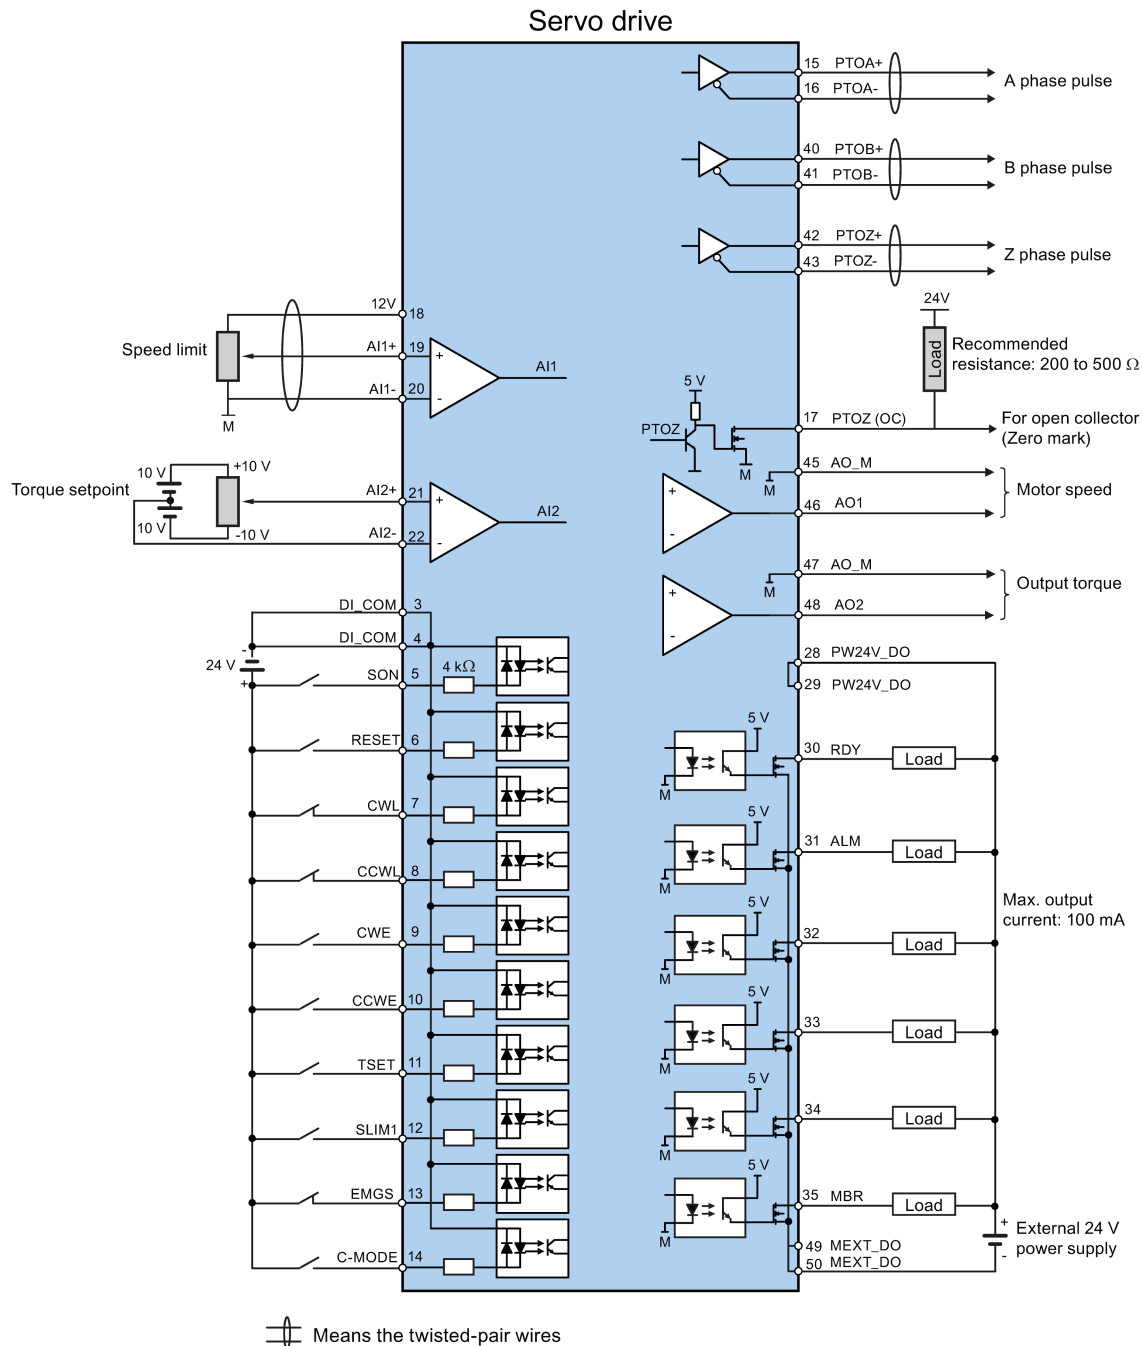 Servo drive
15 PTOA+
16 PTOA-
A phase pulse
40 PTOB+
41 PTOB-
B phase pulse
42 PTOZ+
43 PTOZ-
Z phase pulse
24V
Load
Recommended
resistance: 200 to 500 Ω
12V 18
Speed limit
AI1+ 19
+
AI1
AI1- 20
-
M
5 V
PTOZ
M
17 PTOZ (OC)
For open collector
(Zero mark)
Torque setpoint
10 V
+10 V
10 V
-10 V
AI2+ 21
+
AI2
AI2- 22
-
45 AO_M
M
+
-
46 AO1
Motor speed
47 AO_M
M
+
-
48 AO2
Output torque
DI_COM 3
DI_COM 4
-
24 V
+
4 kΩ
SON 5
RESET 6
CWL 7
CCWL 8
CWE 9
CCWE 10
TSET 11
SLIM1 12
EMGS 13
C-MODE 14
28 PW24V_DO
29 PW24V_DO
5 V
M
30 RDY
Load
5 V
M
31 ALM
Load
5 V
M
32
Load
Max. output
current: 100 mA
5 V
M
33
Load
5 V
M
34
Load
5 V
M
35 MBR
Load
49 MEXT_DO
50 MEXT_DO
+
-
External 24 V
power supply
Means the twisted-pair wires